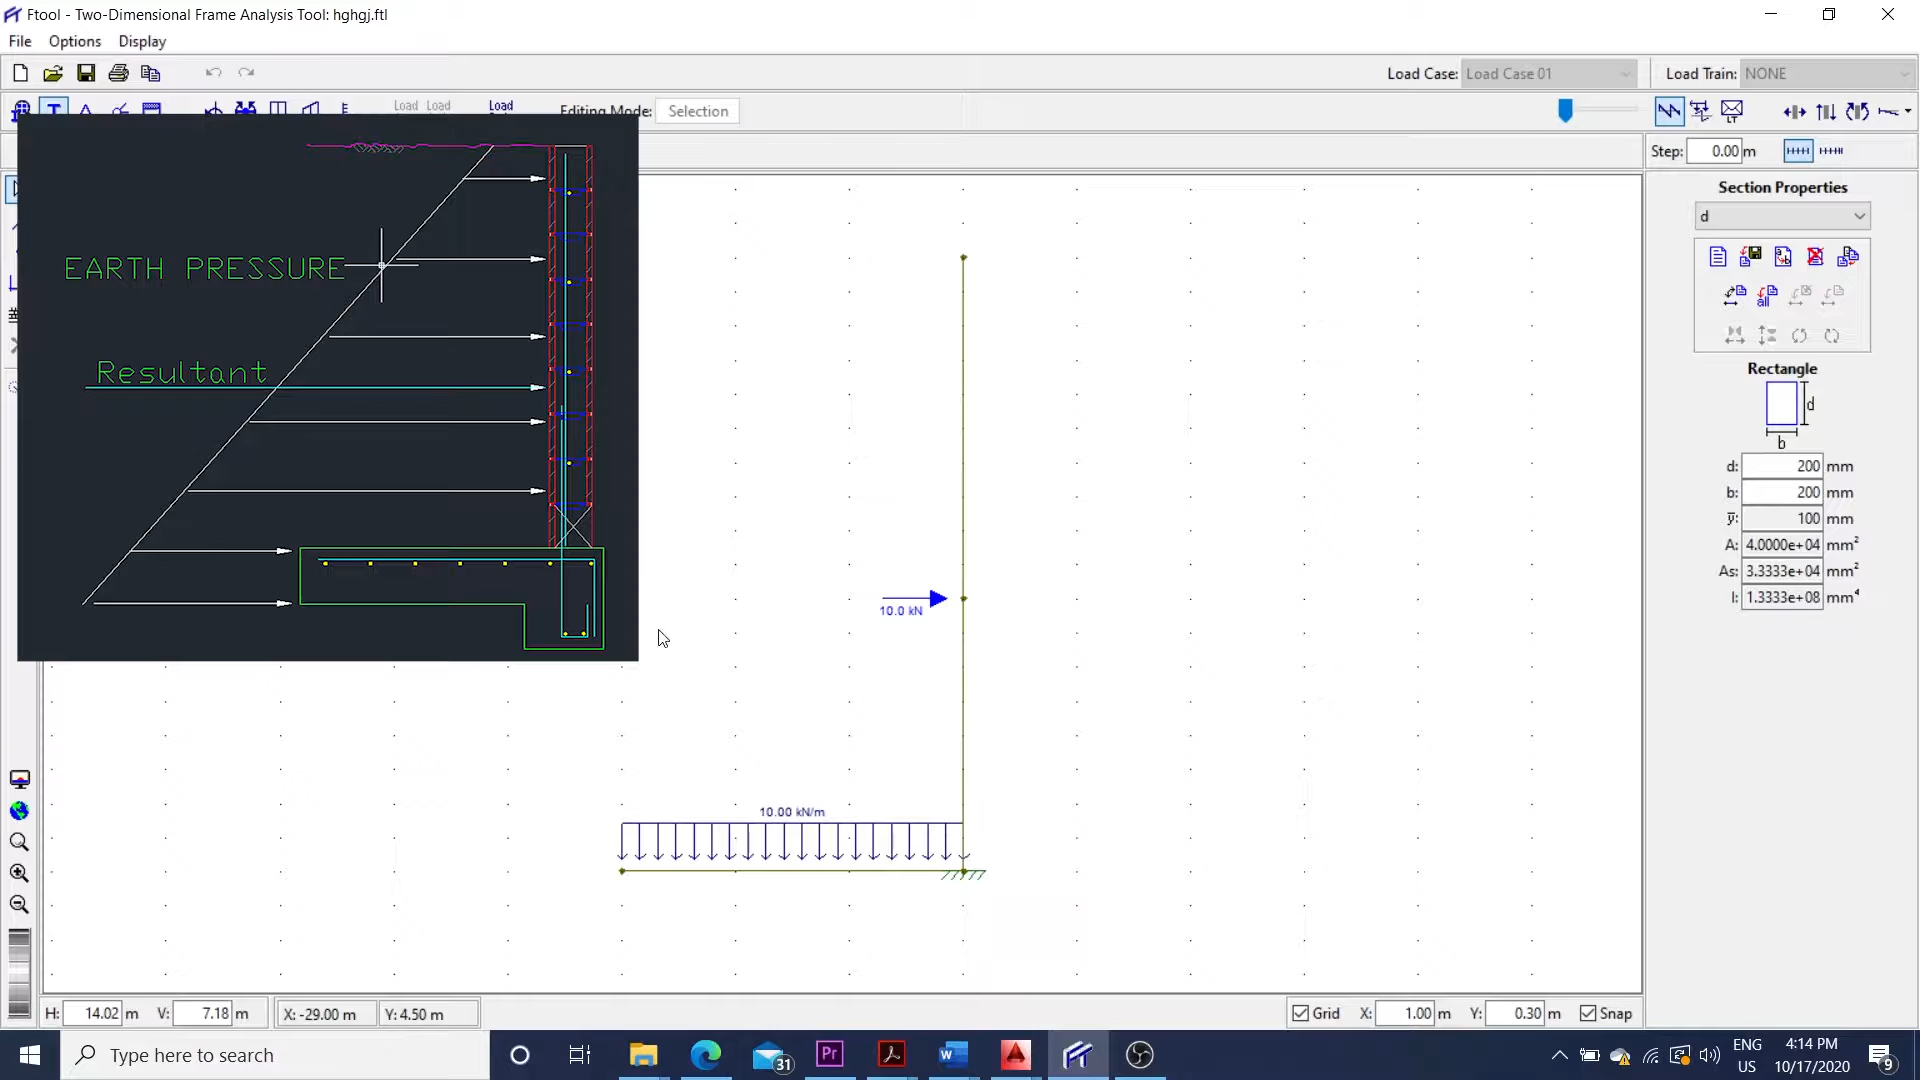 Ftool - Two-Dimensional Frame Analysis Tool: hghgj.ftl
File Options Display
Load Case: Load Case 01 Load Train: NONE
Load Load Load Editing Mode: Selection
LT
Step: 0.00 m
Section Properties
d
all
Rectangle
d
b
d: 200 mm
b: 200 mm
y: 100 mm
A: 4.0000e+04 mm²
As: 3.3333e+04 mm²
I: 1.3333e+08 mm⁴
EARTH PRESSURE
Resultant
10.0 kN
10.00 kN/m
H: 14.02 m V: 7.18 m X: -29.00 m Y: 4.50 m
Grid X: 1.00 m Y: 0.30 m Snap
Type here to search
31
Pr
W
ENG
US
4:14 PM
10/17/2020
9